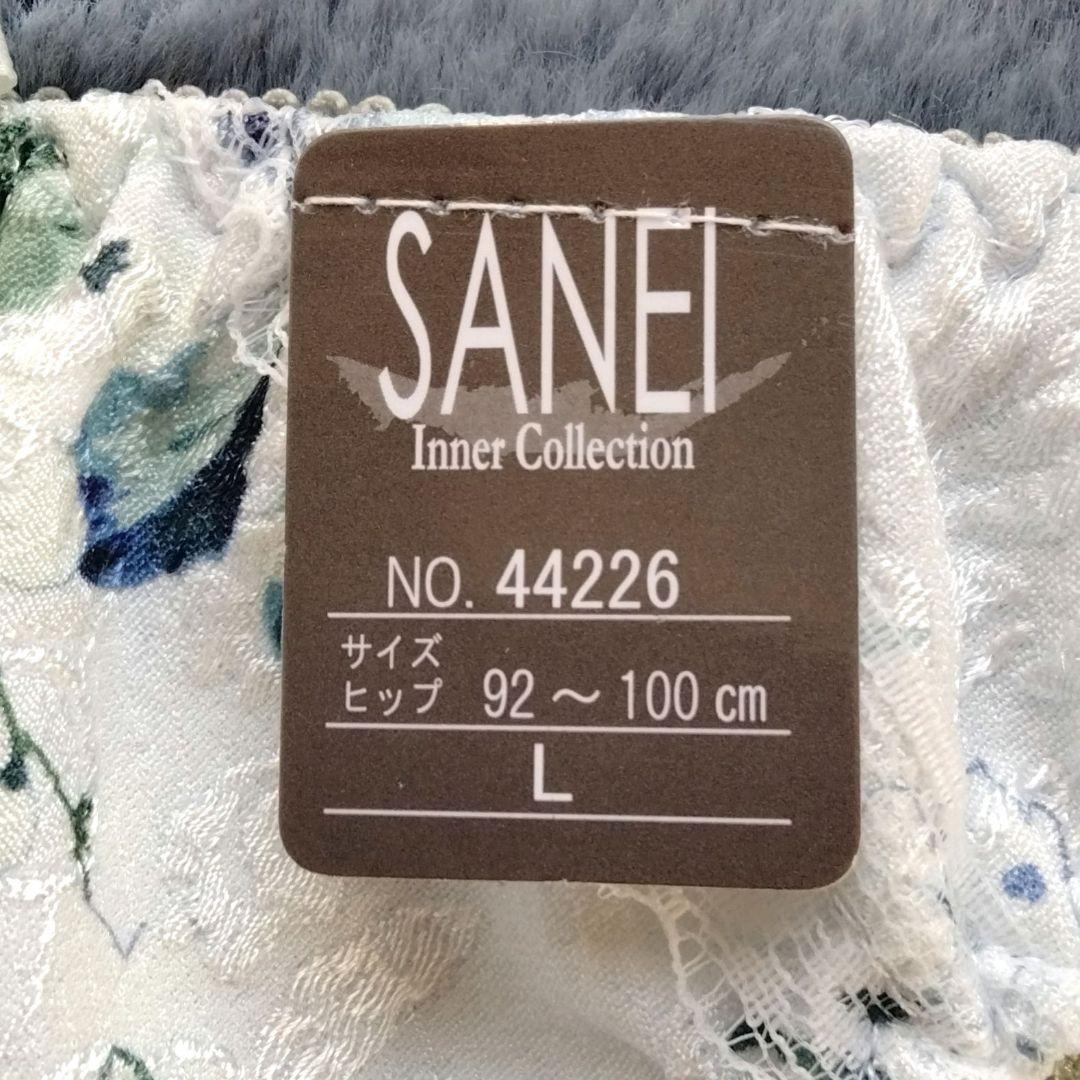 SANEI
Inner Collection
NO. 44226
サイズ
ヒップ 92～100 cm
L